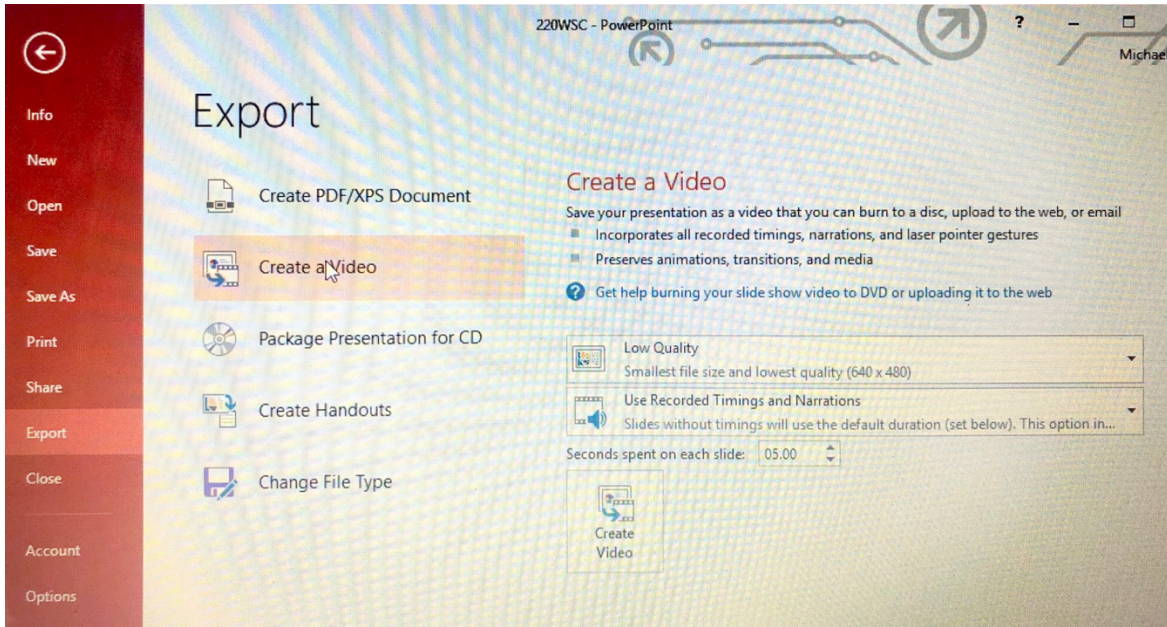 220WSC - PowerPoint
?
Michae
Info
New
Open
Save
Save As
Print
Share
Export
Close
Account
Options
Export
Create PDF/XPS Document
Create a Video
Package Presentation for CD
Create Handouts
Change File Type
Create a Video
Save your presentation as a video that you can burn to a disc, upload to the web, or email
Incorporates all recorded timings, narrations, and laser pointer gestures
Preserves animations, transitions, and media
? Get help burning your slide show video to DVD or uploading it to the web
Low Quality
Smallest file size and lowest quality (640 x 480)
Use Recorded Timings and Narrations
Slides without timings will use the default duration (set below). This option in...
Seconds spent on each slide: 05.00
Create
Video